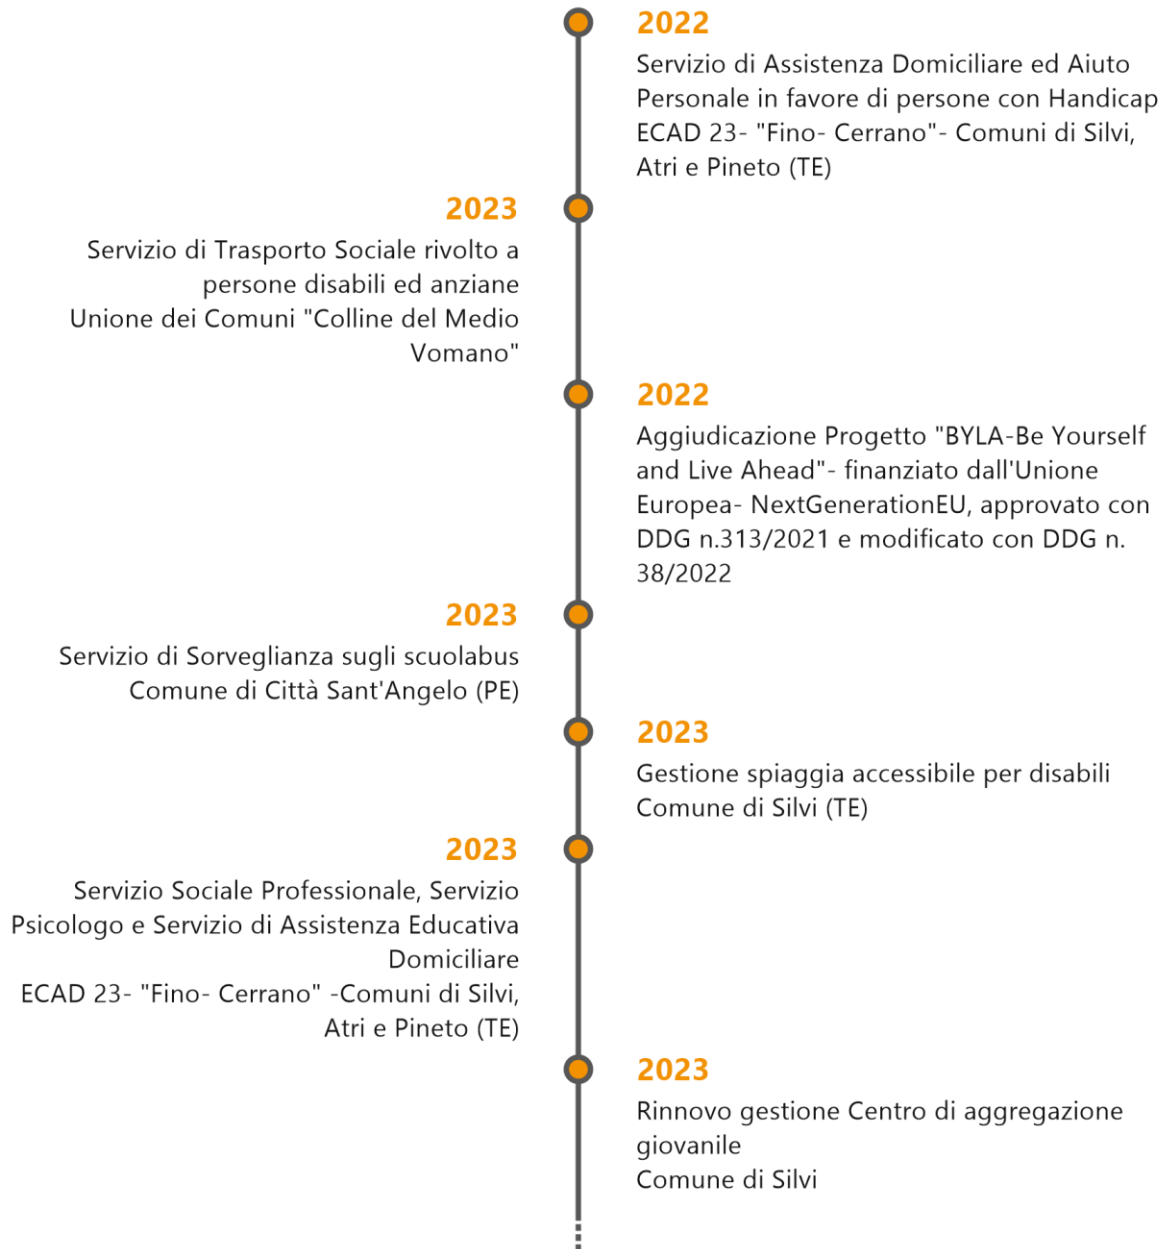 2022
Servizio di Assistenza Domiciliare ed Aiuto
Personale in favore di persone con Handicap
ECAD 23- "Fino- Cerrano"- Comuni di Silvi,
Atri e Pineto (TE)
2023
Servizio di Trasporto Sociale rivolto a
persone disabili ed anziane
Unione dei Comuni "Colline del Medio
Vomano"
2022
Aggiudicazione Progetto "BYLA-Be Yourself
and Live Ahead"- finanziato dall'Unione
Europea- NextGenerationEU, approvato con
DDG n.313/2021 e modificato con DDG n.
38/2022
2023
Servizio di Sorveglianza sugli scuolabus
Comune di Città Sant'Angelo (PE)
2023
Gestione spiaggia accessibile per disabili
Comune di Silvi (TE)
2023
Servizio Sociale Professionale, Servizio
Psicologo e Servizio di Assistenza Educativa
Domiciliare
ECAD 23- "Fino- Cerrano" -Comuni di Silvi,
Atri e Pineto (TE)
2023
Rinnovo gestione Centro di aggregazione
giovanile
Comune di Silvi